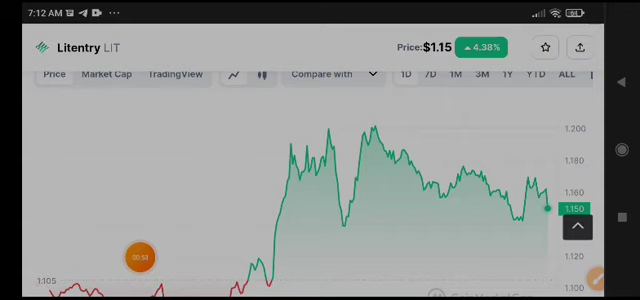 7:12 AM
61
Litentry LIT
Price: $1.15 4.38%
Price Market Cap TradingView Compare with 1D 7D 1M 3M 1Y YTD ALL
1.200
1.180
1.160
1.150
1.120
1.105
1.100
00:53